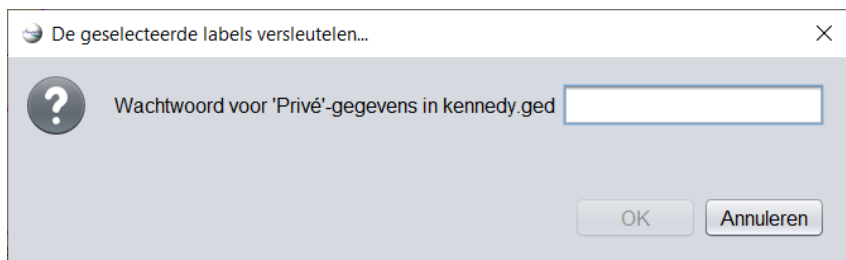 De geselecteerde labels versleutelen...
Wachtwoord voor 'Privé'-gegevens in kennedy.ged
OK Annuleren